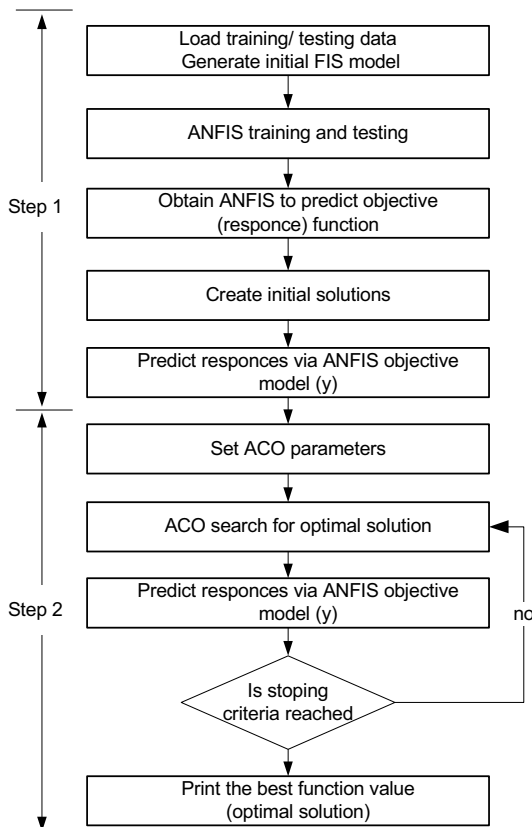 Load training/ testing data
Generate initial FIS model
ANFIS training and testing
Step 1
Obtain ANFIS to predict objective
(responce) function
Create initial solutions
Predict responces via ANFIS objective
model (y)
Set ACO parameters
ACO search for optimal solution
Step 2
Predict responces via ANFIS objective
model (y)
no
Is stoping
criteria reached
Print the best function value
(optimal solution)